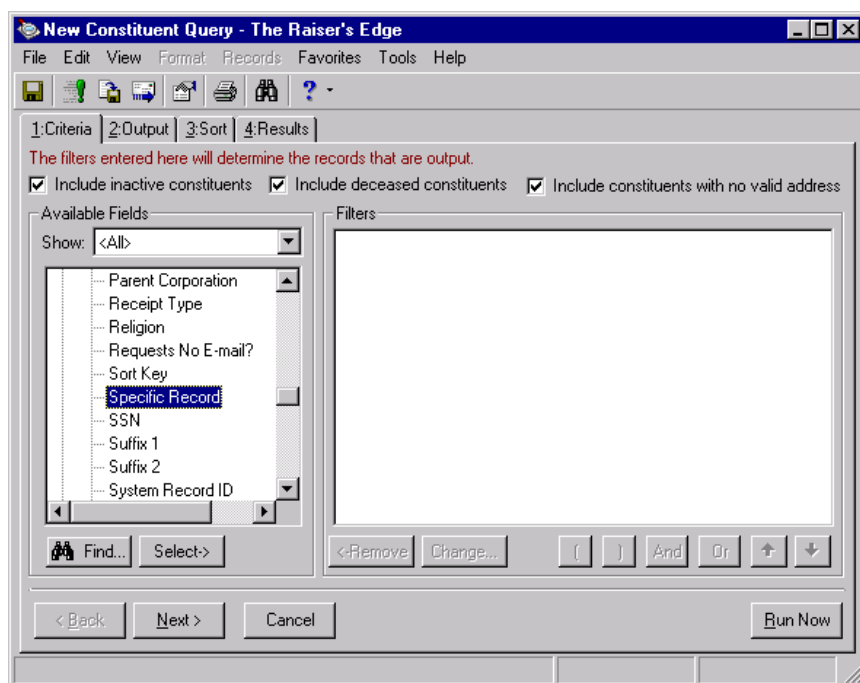 New Constituent Query - The Raiser's Edge
File Edit View Format Records Favorites Tools Help
?
1:Criteria 2:Output 3:Sort 4:Results
The filters entered here will determine the records that are output.
Include inactive constituents Include deceased constituents Include constituents with no valid address
Available Fields Filters
Show: <All>
Parent Corporation
Receipt Type
Religion
Requests No E-mail?
Sort Key
Specific Record
SSN
Suffix 1
Suffix 2
System Record ID
Find... Select-> <-Remove Change... ( ) And Or
< Back Next > Cancel Run Now